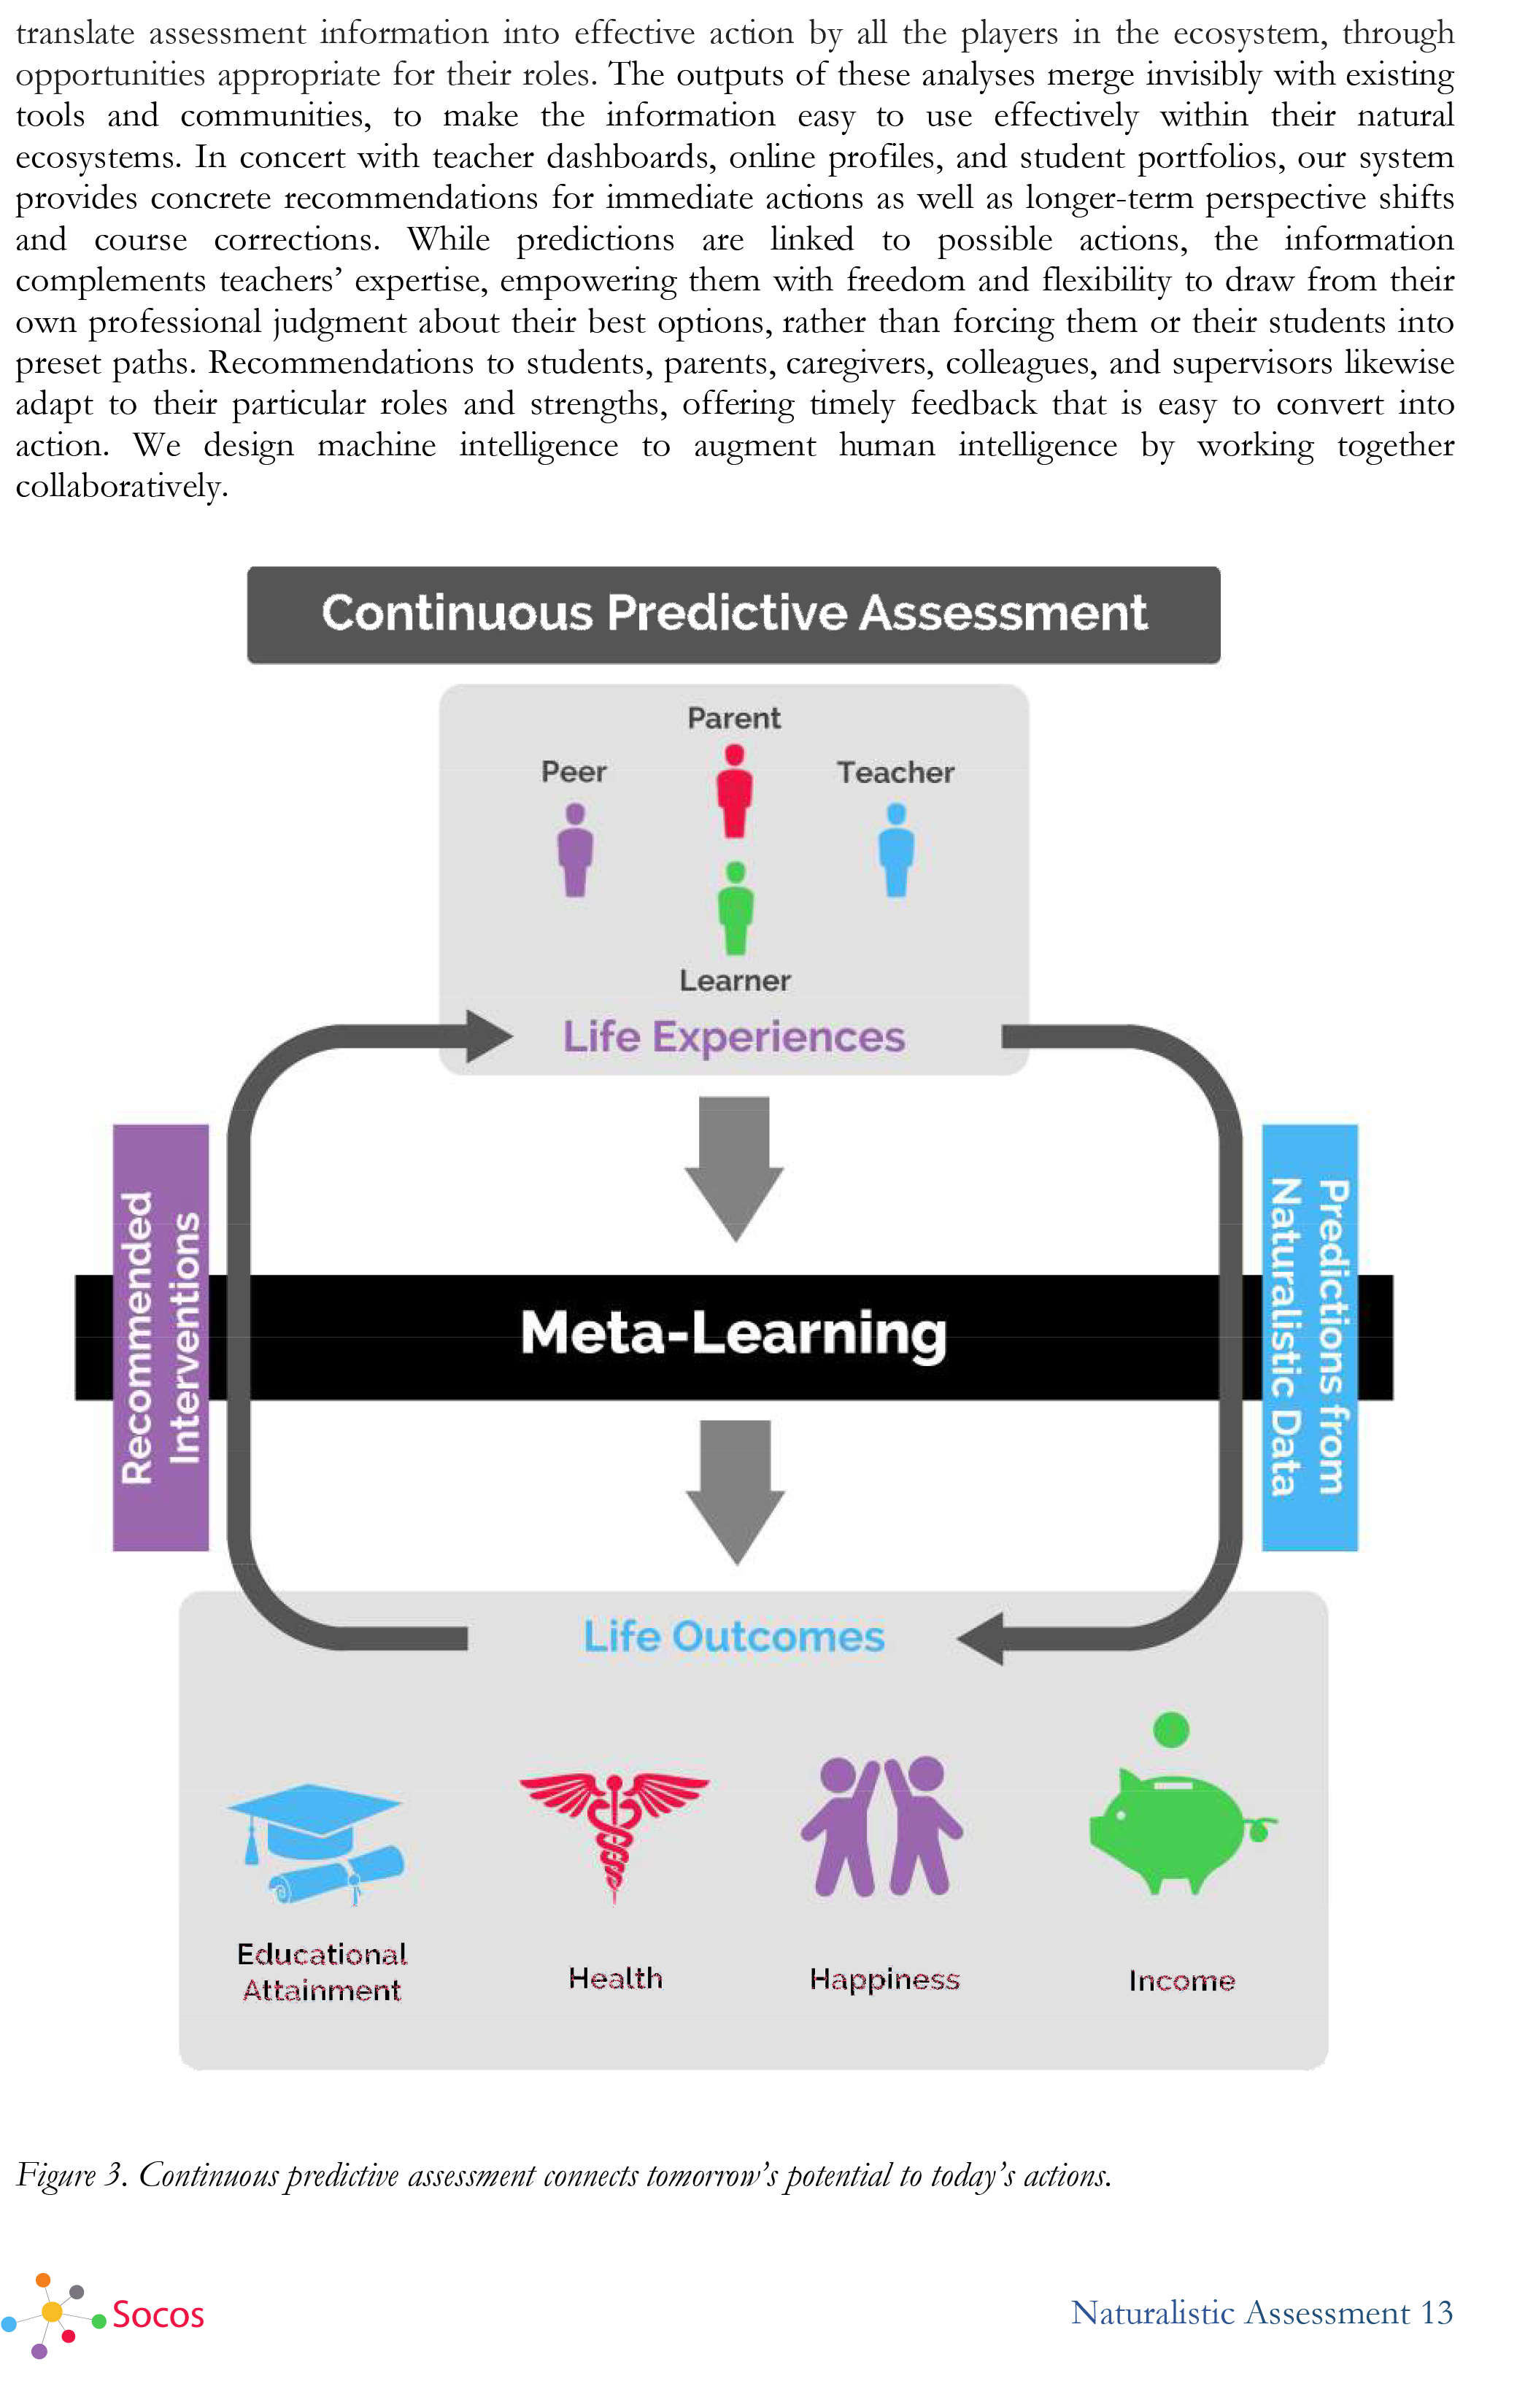 translate assessment information into effective action by all the players in the ecosystem, through
opportunities appropriate for their roles. The outputs of these analyses merge invisibly with existing
tools and communities, to make the information easy to use effectively within their natural
ecosystems. In concert with teacher dashboards, online profiles, and student portfolios, our system
provides concrete recommendations for immediate actions as well as longer-term perspective shifts
and course corrections. While predictions are linked to possible actions, the information
complements teachers’ expertise, empowering them with freedom and flexibility to draw from their
own professional judgment about their best options, rather than forcing them or their students into
preset paths. Recommendations to students, parents, caregivers, colleagues, and supervisors likewise
adapt to their particular roles and strengths, offering timely feedback that is easy to convert into
action. We design machine intelligence to augment human intelligence by working together
collaboratively.
Continuous Predictive Assessment
Parent
Peer
Teacher
Learner
Life Experiences
Recommended
Interventions
Meta-Learning
Predictions from
Naturalistic Data
Life Outcomes
Educational
Attainment
Health
Happiness
Income
Figure 3. Continuous predictive assessment connects tomorrow’s potential to today’s actions.
Socos
Naturalistic Assessment 13